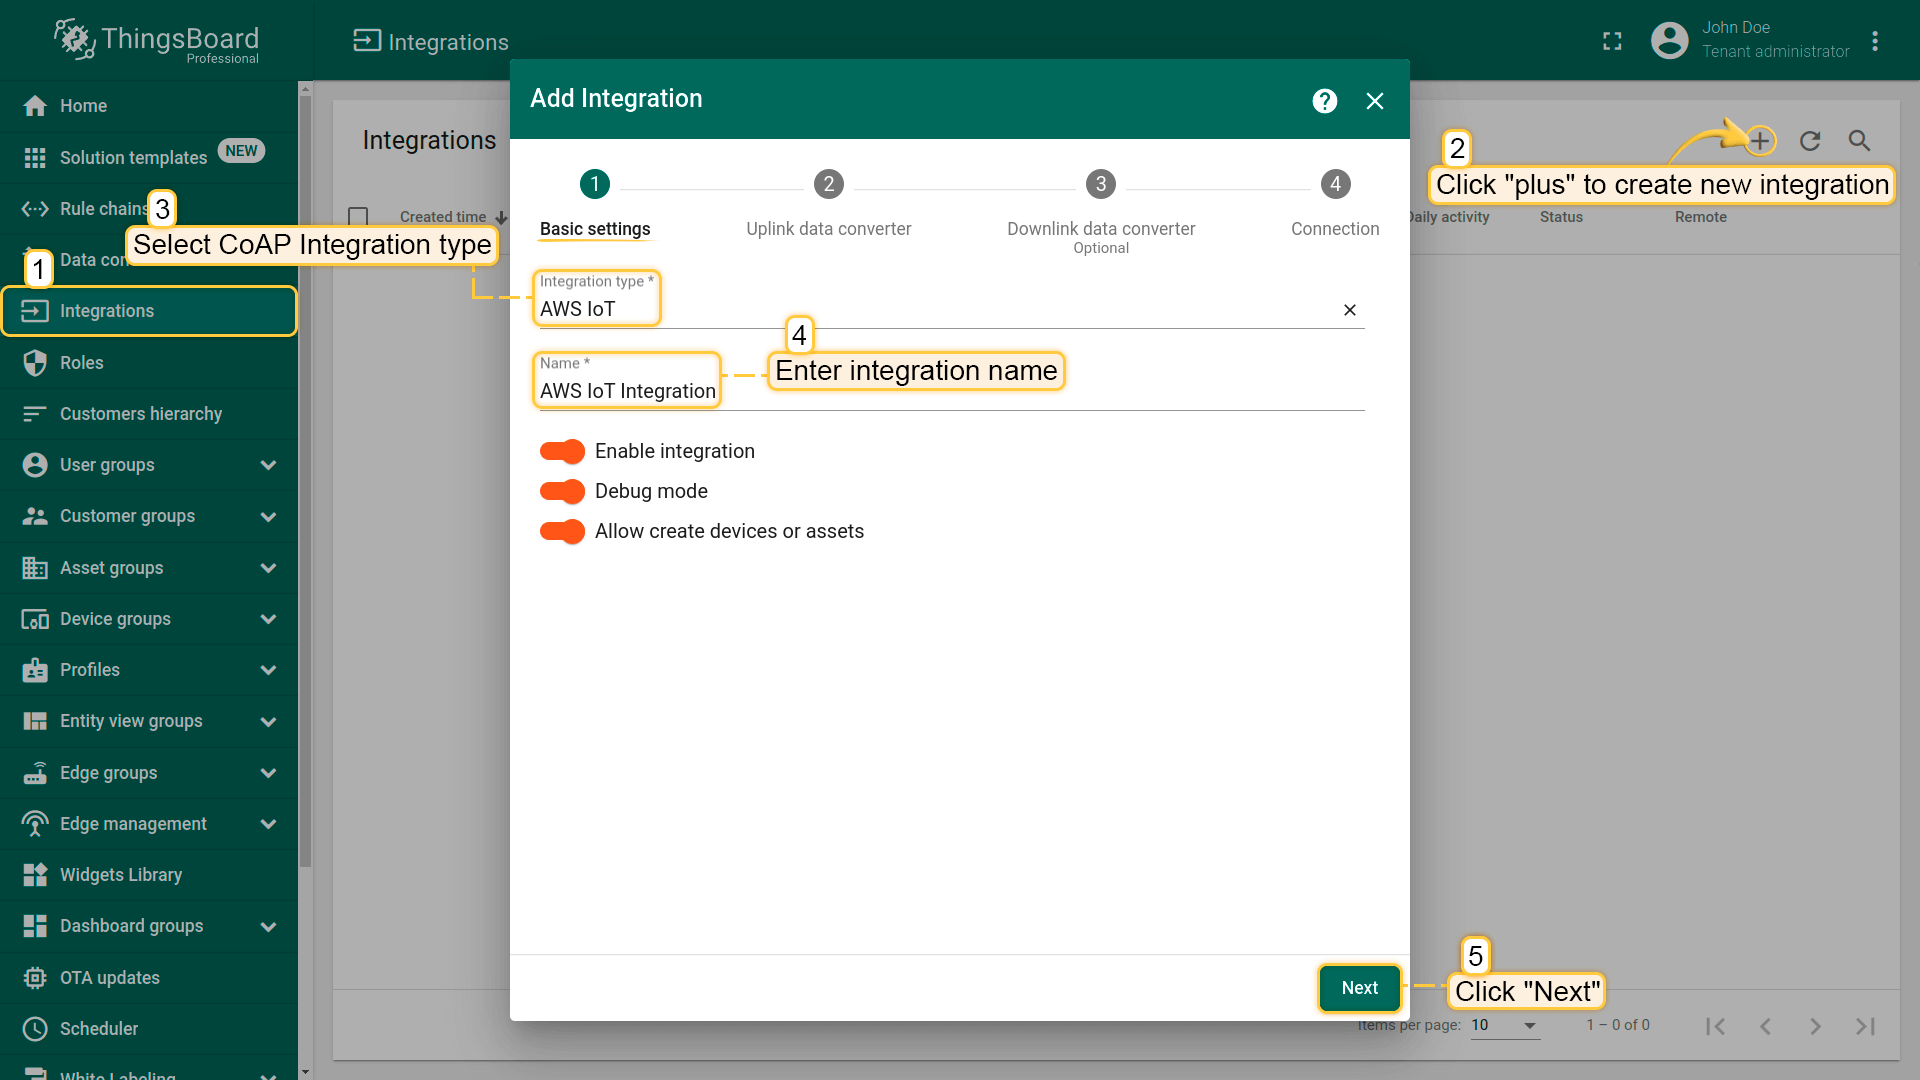 ThingsBoard
Professional
Integrations
John Doe
Tenant administrator
Home
Solution templates NEW
Rule chains
3
Select CoAP Integration type
Data con
1
Integrations
Roles
Customers hierarchy
User groups
Customer groups
Asset groups
Device groups
Profiles
Entity view groups
Edge groups
Edge management
Widgets Library
Dashboard groups
OTA updates
Scheduler
White Labeling
Integrations
Created time
Add Integration
?
1
2
3
4
Basic settings
Uplink data converter
Downlink data converter
Optional
Connection
Integration type *
AWS IoT
Name *
AWS IoT Integration
4
Enter integration name
Enable integration
Debug mode
Allow create devices or assets
Next
5
Click "Next"
2
Click "plus" to create new integration
Daily activity
Status
Remote
Items per page: 10
1 – 0 of 0